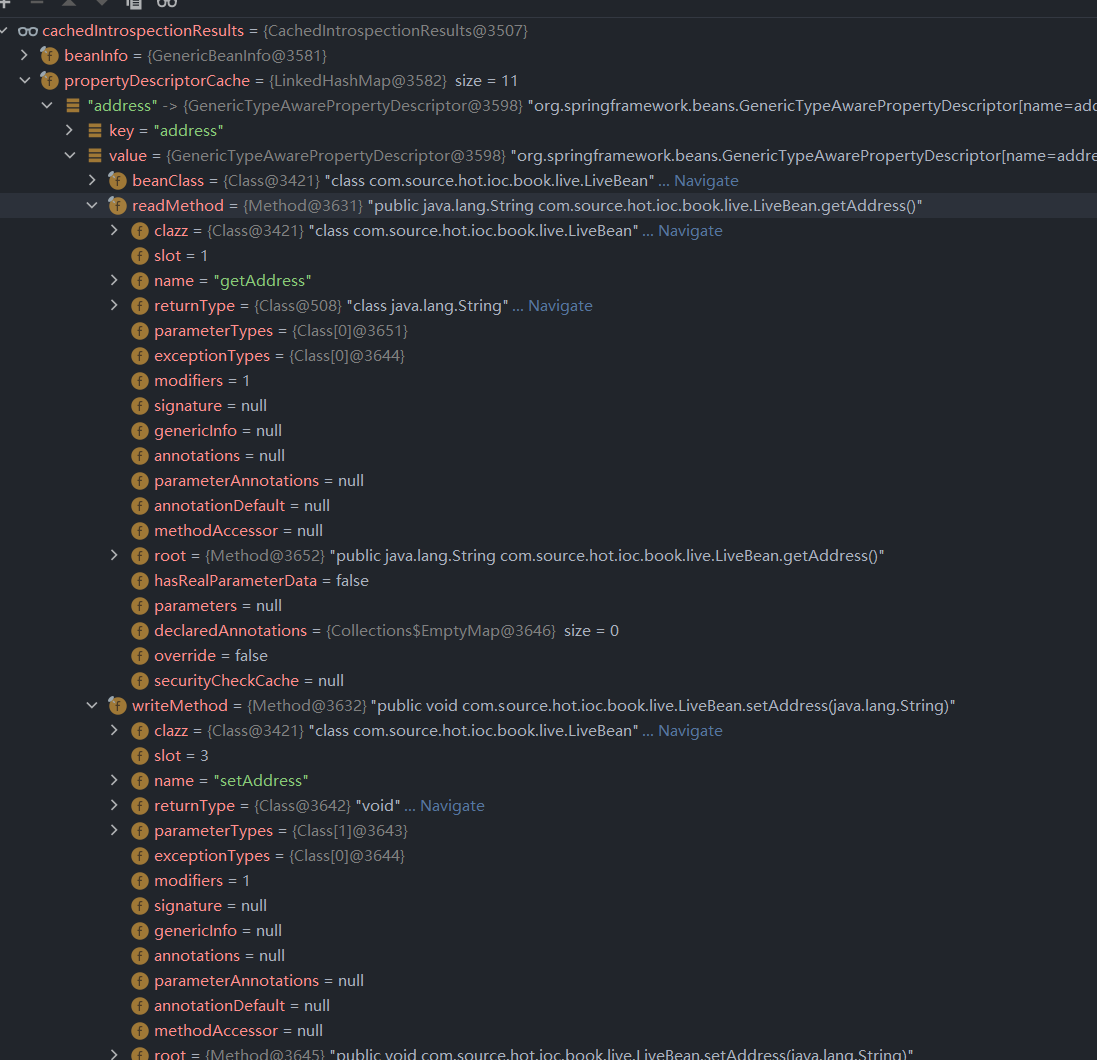 cachedIntrospectionResults = {CachedIntrospectionResults@3507}
beanInfo = {GenericBeanInfo@3581}
propertyDescriptorCache = {LinkedHashMap@3582} size = 11
"address" -> {GenericTypeAwarePropertyDescriptor@3598} "org.springframework.beans.GenericTypeAwarePropertyDescriptor[name=add
key = "address"
value = {GenericTypeAwarePropertyDescriptor@3598} "org.springframework.beans.GenericTypeAwarePropertyDescriptor[name=addre
beanClass = {Class@3421} "class com.source.hot.ioc.book.live.LiveBean" ... Navigate
readMethod = {Method@3631} "public java.lang.String com.source.hot.ioc.book.live.LiveBean.getAddress()"
clazz = {Class@3421} "class com.source.hot.ioc.book.live.LiveBean" ... Navigate
slot = 1
name = "getAddress"
returnType = {Class@508} "class java.lang.String" ... Navigate
parameterTypes = {Class[0]@3651}
exceptionTypes = {Class[0]@3644}
modifiers = 1
signature = null
genericInfo = null
annotations = null
parameterAnnotations = null
annotationDefault = null
methodAccessor = null
root = {Method@3652} "public java.lang.String com.source.hot.ioc.book.live.LiveBean.getAddress()"
hasRealParameterData = false
parameters = null
declaredAnnotations = {Collections$EmptyMap@3646} size = 0
override = false
securityCheckCache = null
writeMethod = {Method@3632} "public void com.source.hot.ioc.book.live.LiveBean.setAddress(java.lang.String)"
clazz = {Class@3421} "class com.source.hot.ioc.book.live.LiveBean" ... Navigate
slot = 3
name = "setAddress"
returnType = {Class@3642} "void" ... Navigate
parameterTypes = {Class[1]@3643}
exceptionTypes = {Class[0]@3644}
modifiers = 1
signature = null
genericInfo = null
annotations = null
parameterAnnotations = null
annotationDefault = null
methodAccessor = null
root = {Method@3645} "public void com.source.hot.ioc.book.live.LiveBean.setAddress(java.lang.String)"